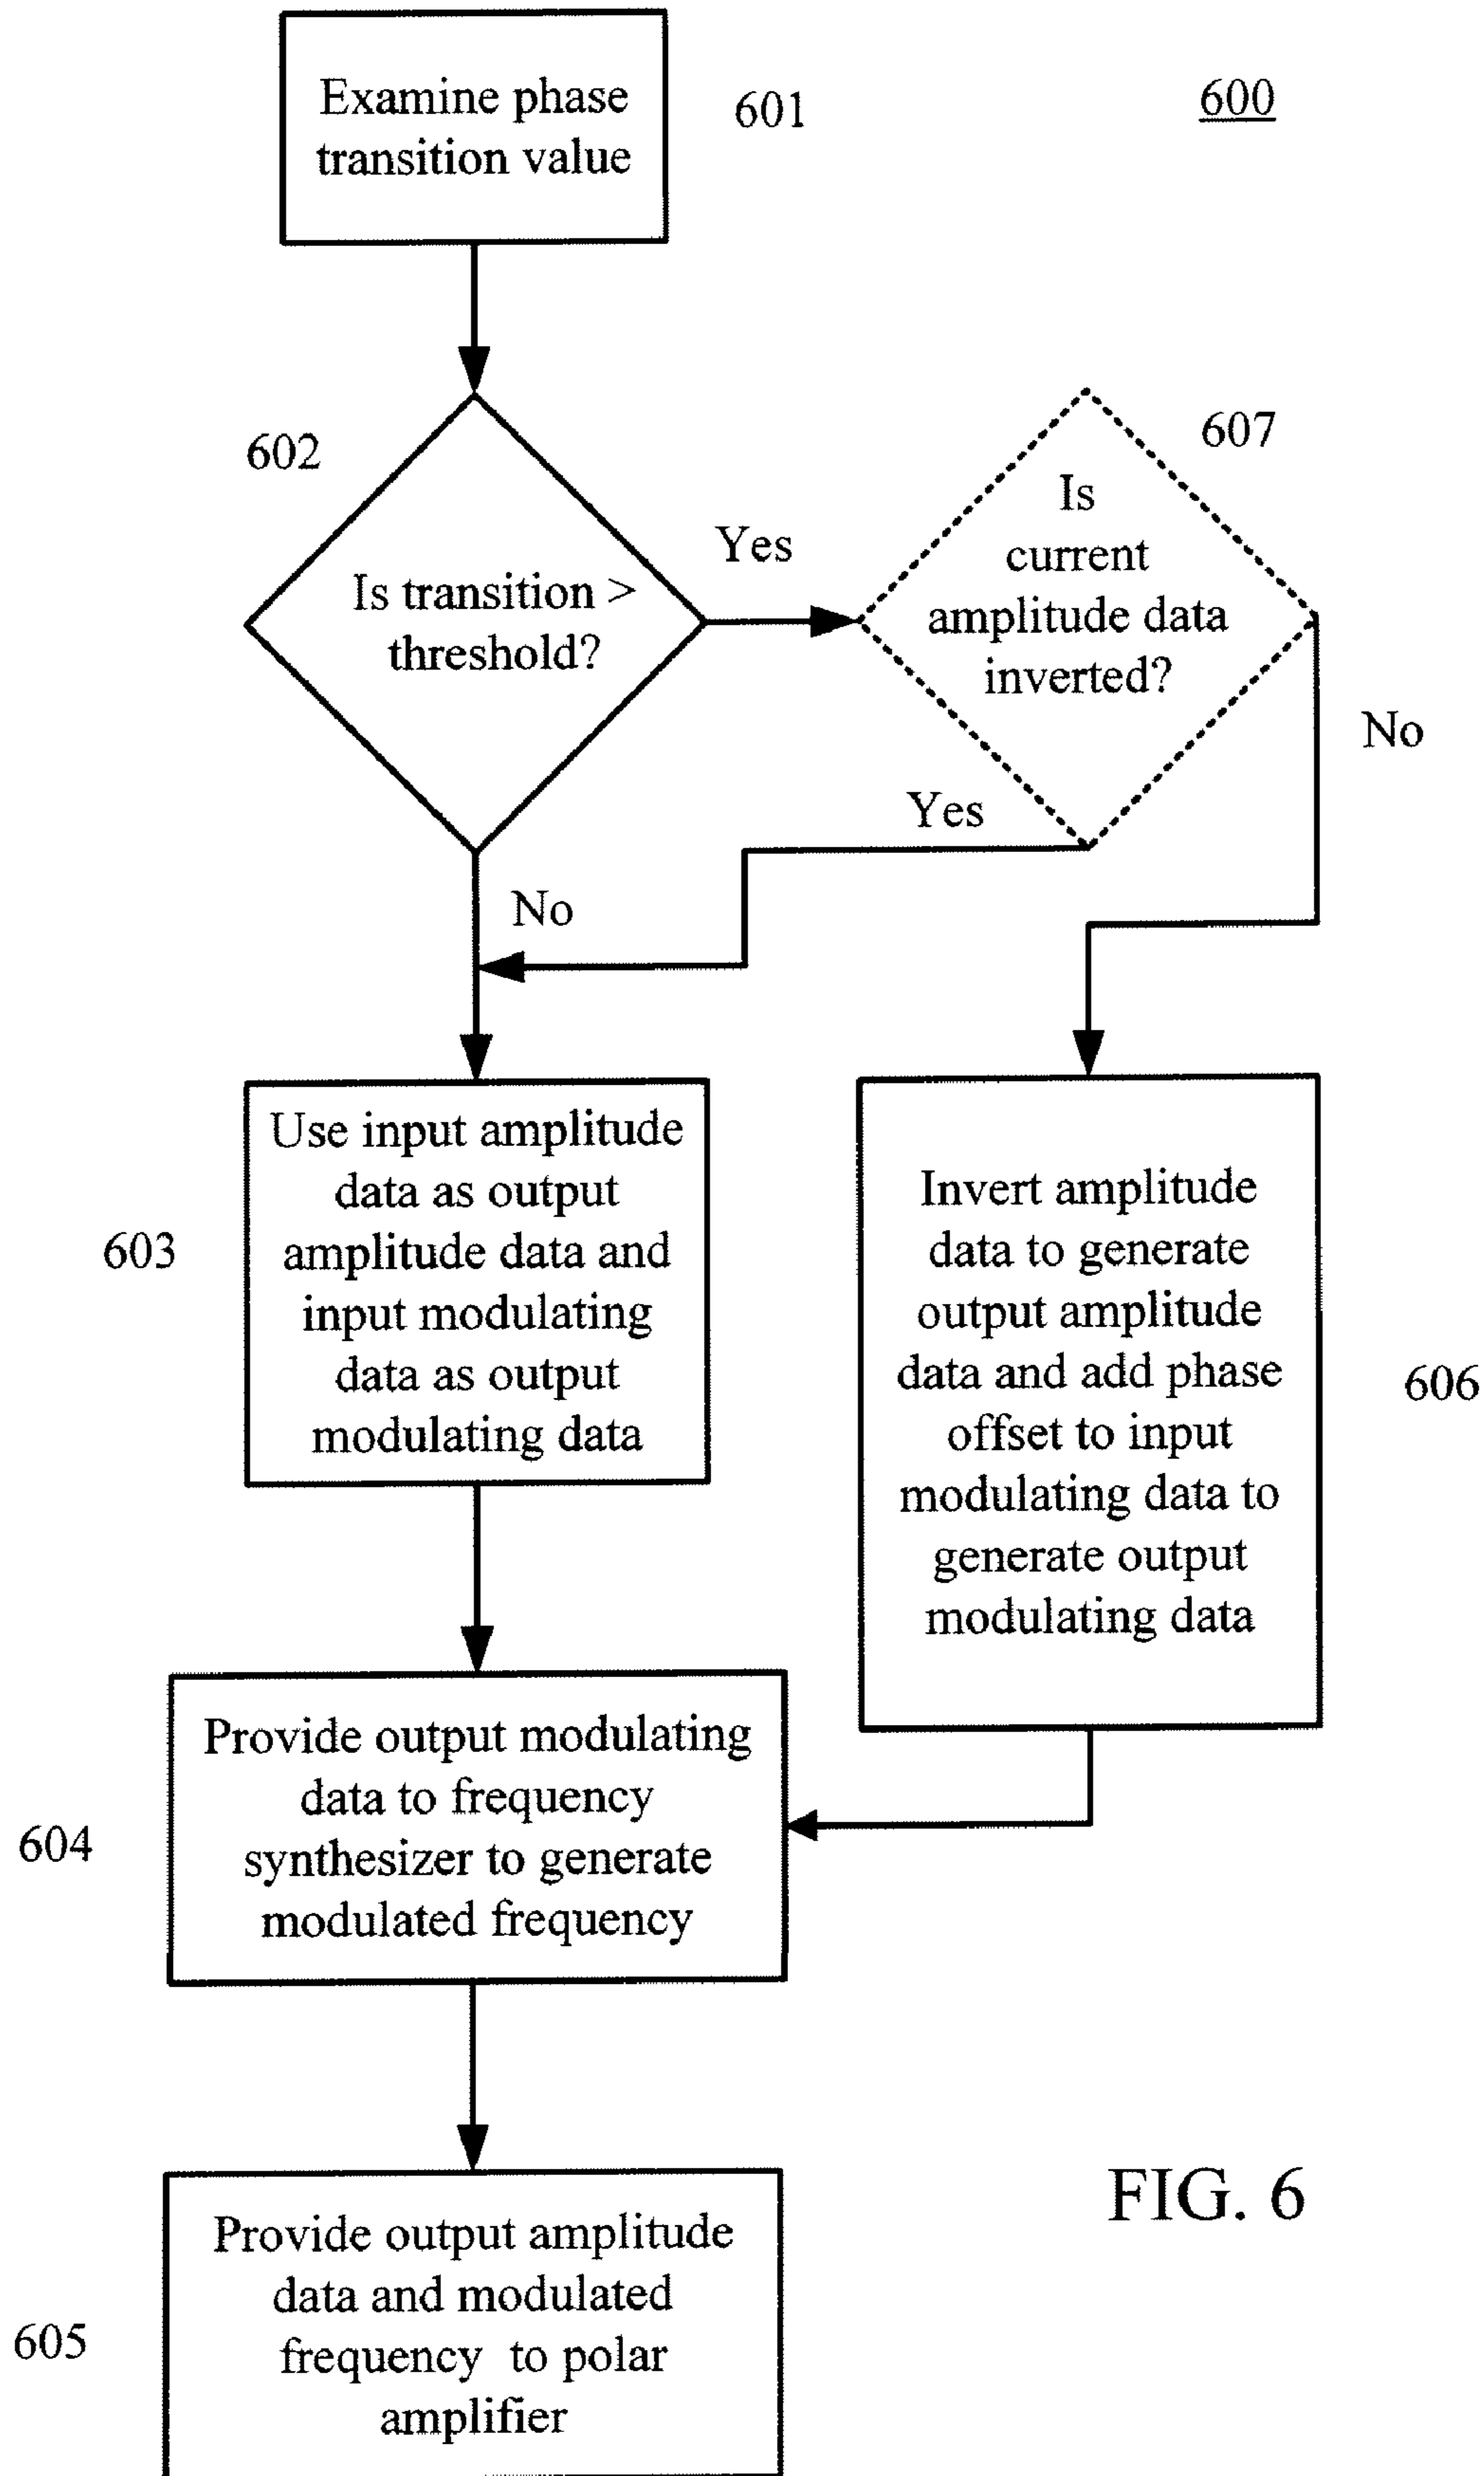 Examine phase
transition value
601
600
602
Is transition >
threshold?
Yes
607
Is
current
amplitude data
inverted?
No
Yes
No
603
Use input amplitude
data as output
amplitude data and
input modulating
data as output
modulating data
Invert amplitude
data to generate
output amplitude
data and add phase
offset to input
modulating data to
generate output
modulating data
606
604
Provide output modulating
data to frequency
synthesizer to generate
modulated frequency
605
Provide output amplitude
data and modulated
frequency to polar
amplifier
FIG. 6